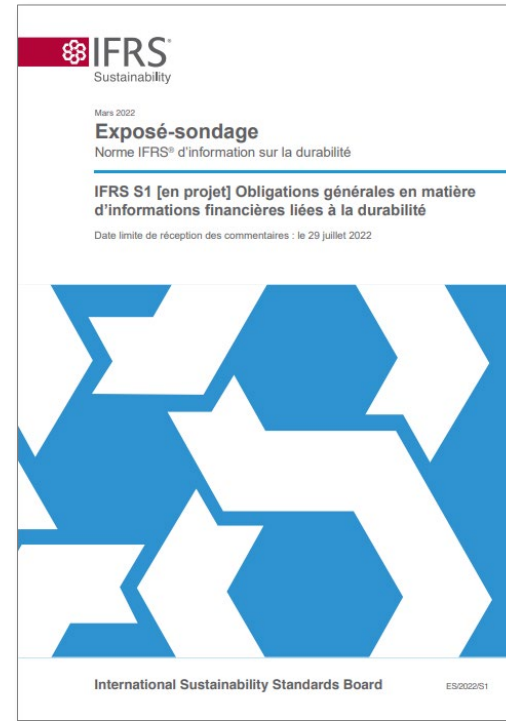 IFRS®
Sustainability
Mars 2022
Exposé-sondage
Norme IFRS® d’information sur la durabilité
IFRS S1 [en projet] Obligations générales en matière
d’informations financières liées à la durabilité
Date limite de réception des commentaires : le 29 juillet 2022
International Sustainability Standards Board
ES/2022/S1